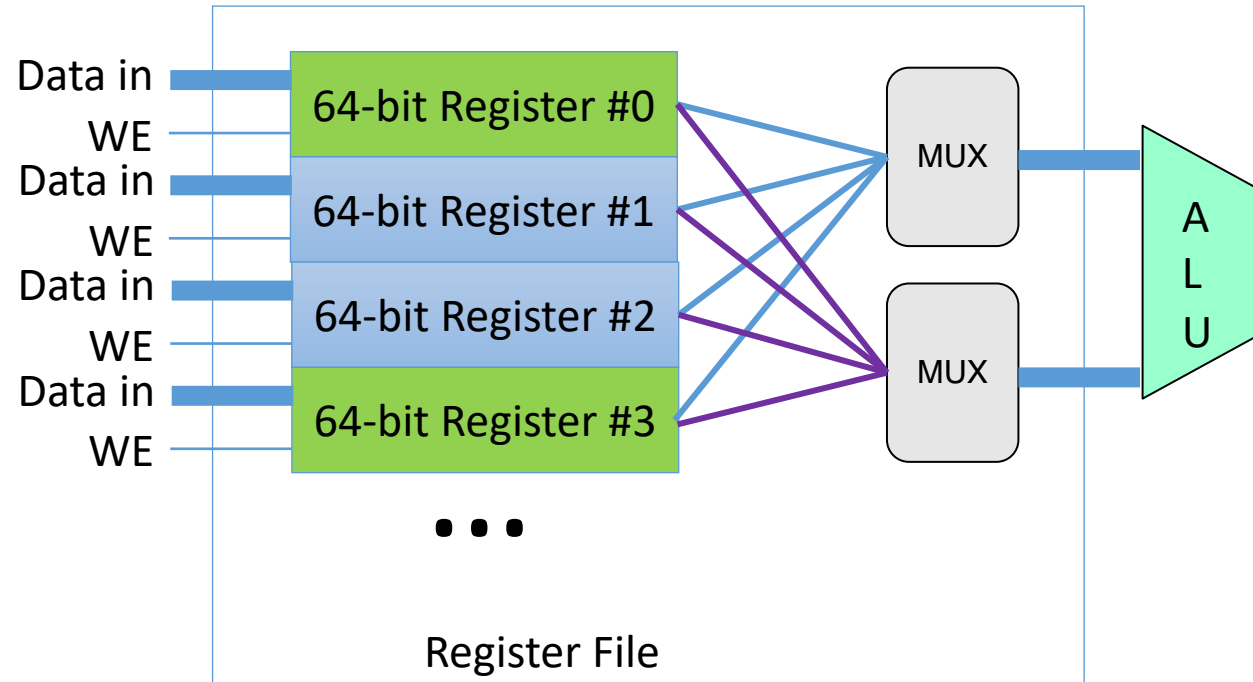 Data in
64-bit Register #0
WE
MUX
Data in
64-bit Register #1
WE
A
L
U
Data in
64-bit Register #2
WE
MUX
Data in
64-bit Register #3
WE
...
Register File